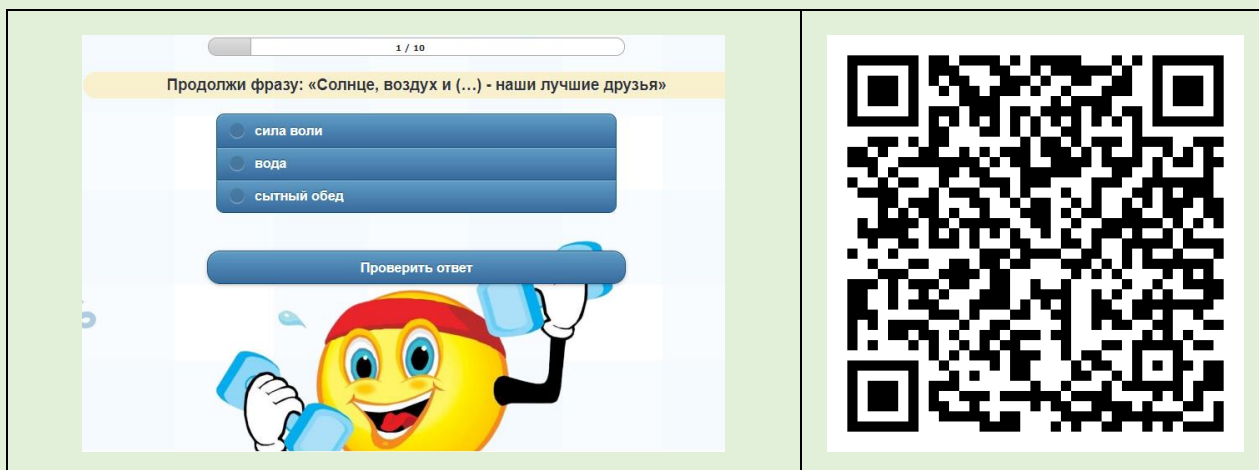 1 / 10
Продолжи фразу: «Солнце, воздух и (…) - наши лучшие друзья»
сила воли
вода
сытный обед
Проверить ответ